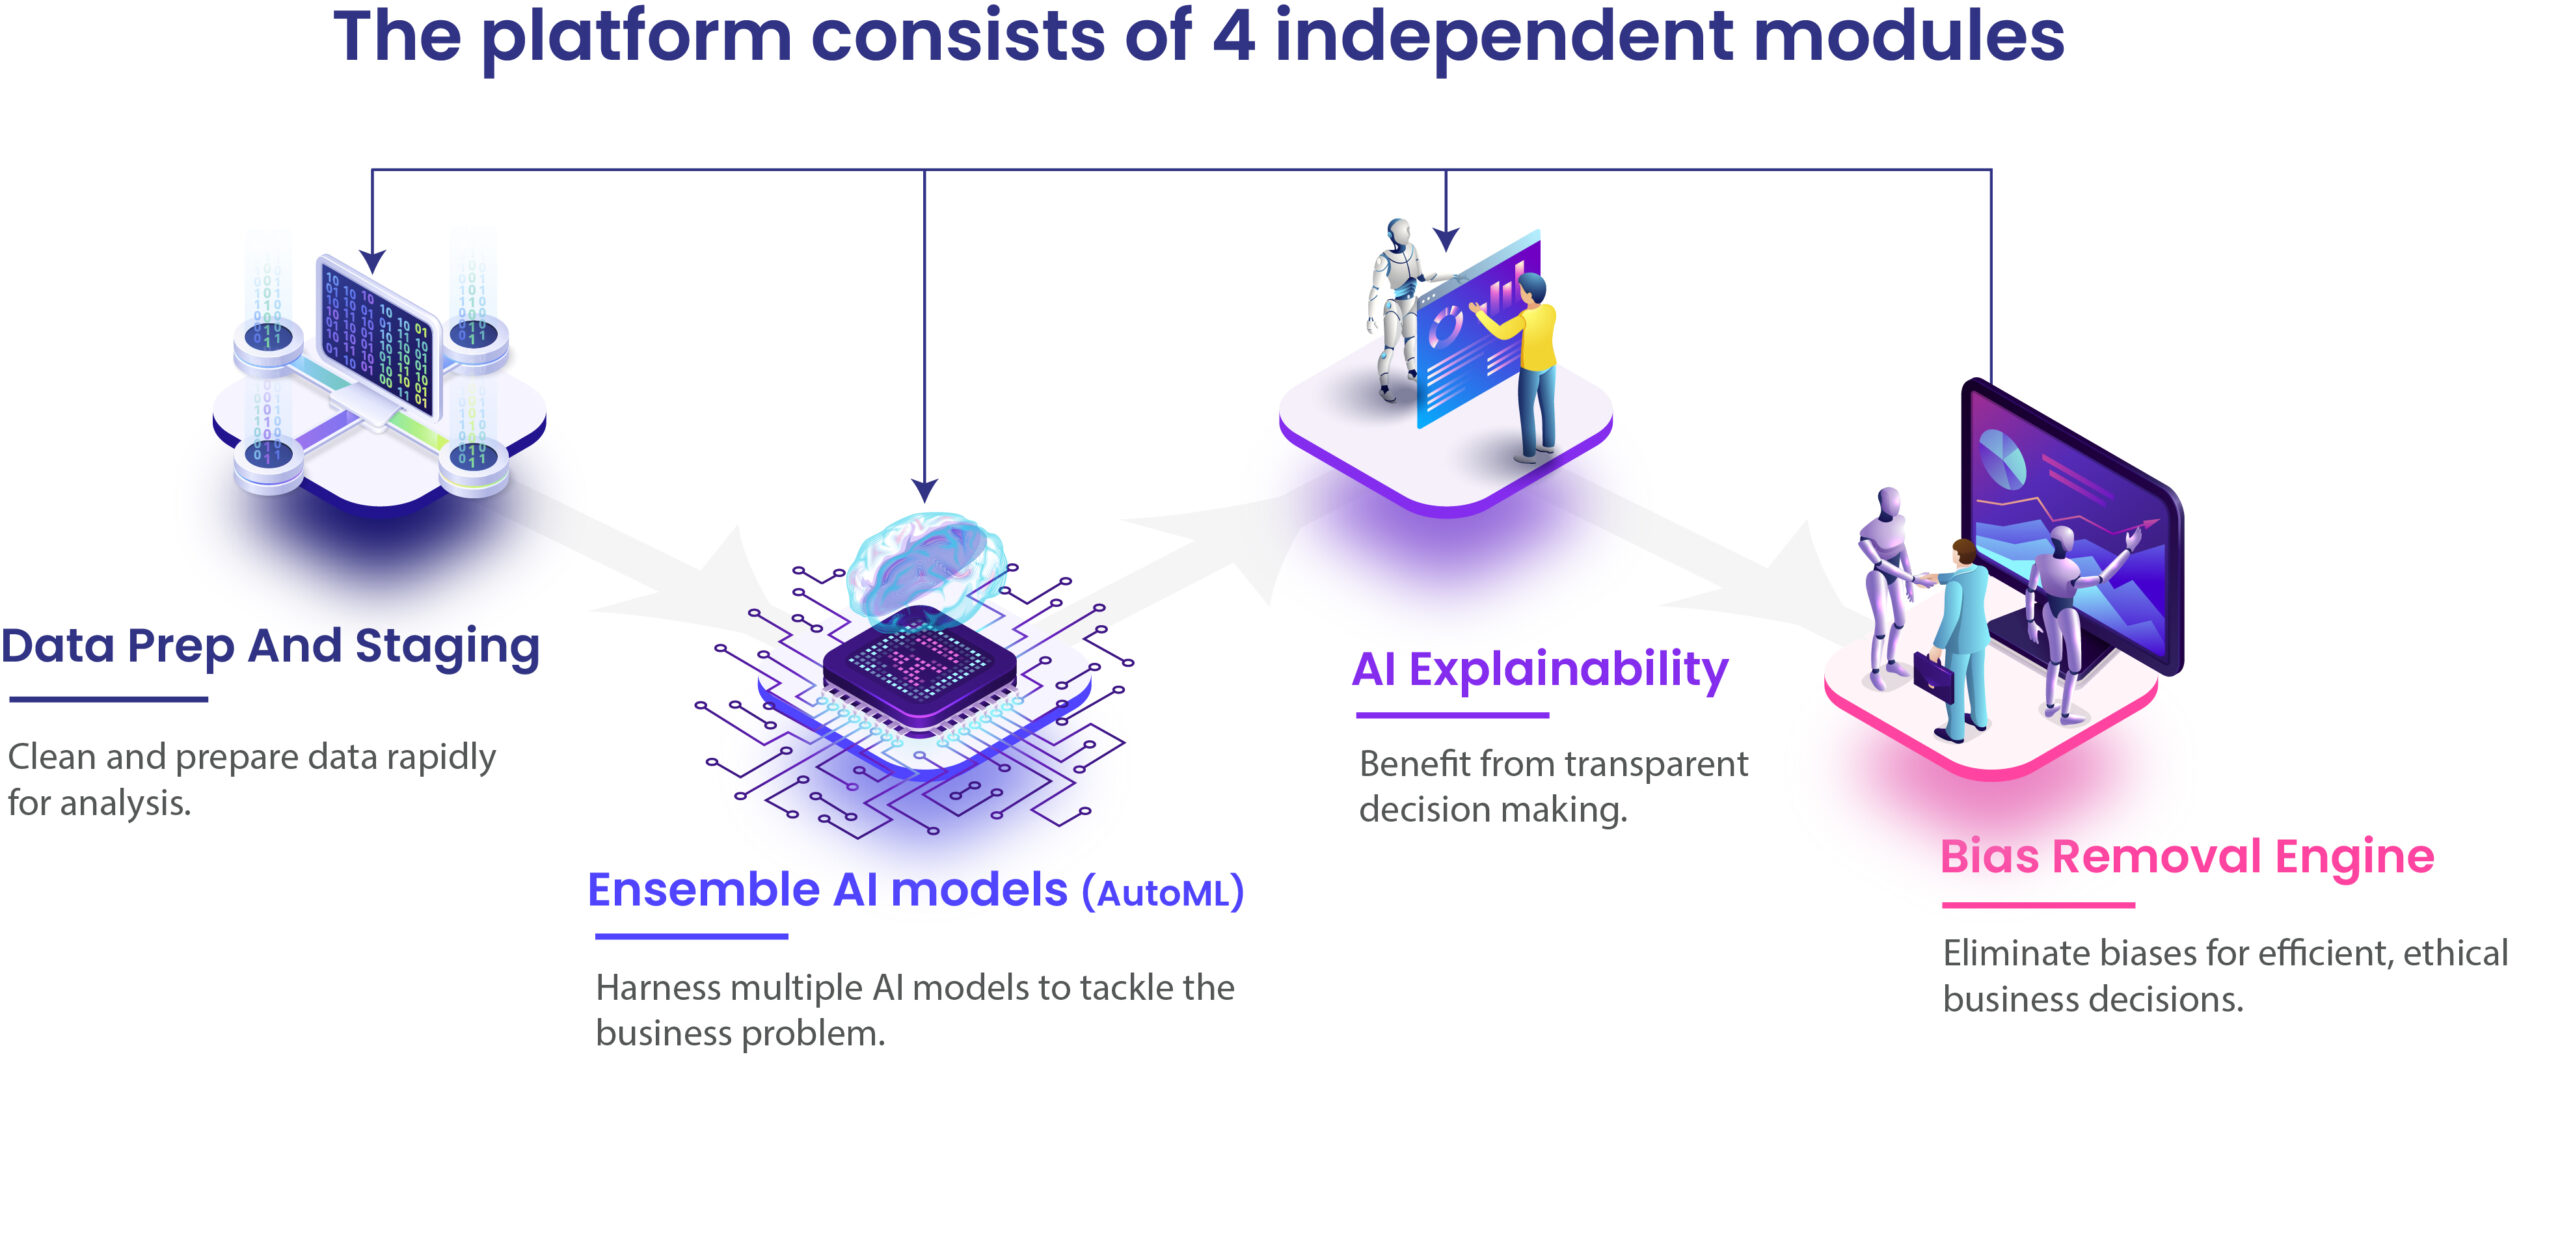 The platform consists of 4 independent modules
Data Prep And Staging
Clean and prepare data rapidly
for analysis.
Ensemble AI models (AutoML)
Harness multiple AI models to tackle the
business problem.
AI Explainability
Benefit from transparent
decision making.
Bias Removal Engine
Eliminate biases for efficient, ethical
business decisions.